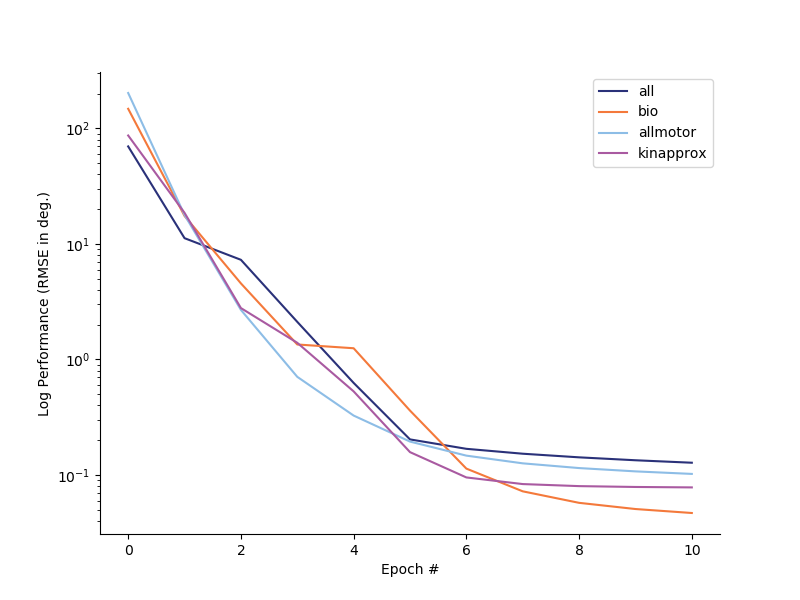 Log Performance (RMSE in deg.)
10²
10¹
10⁰
10⁻¹
all
bio
allmotor
kinapprox
0 2 4 6 8 10
Epoch #